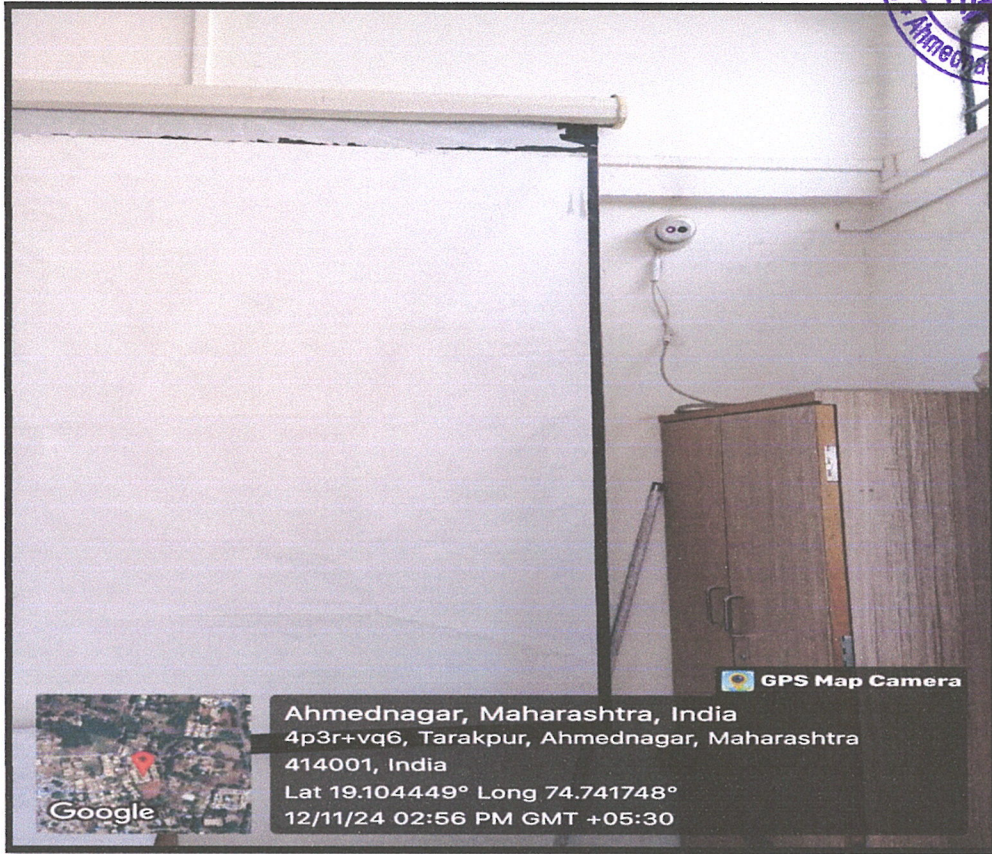 Ahmedna
GPS Map Camera
Ahmednagar, Maharashtra, India
4p3r+vq6, Tarakpur, Ahmednagar, Maharashtra
414001, India
Lat 19.104449° Long 74.741748°
12/11/24 02:56 PM GMT +05:30
Google